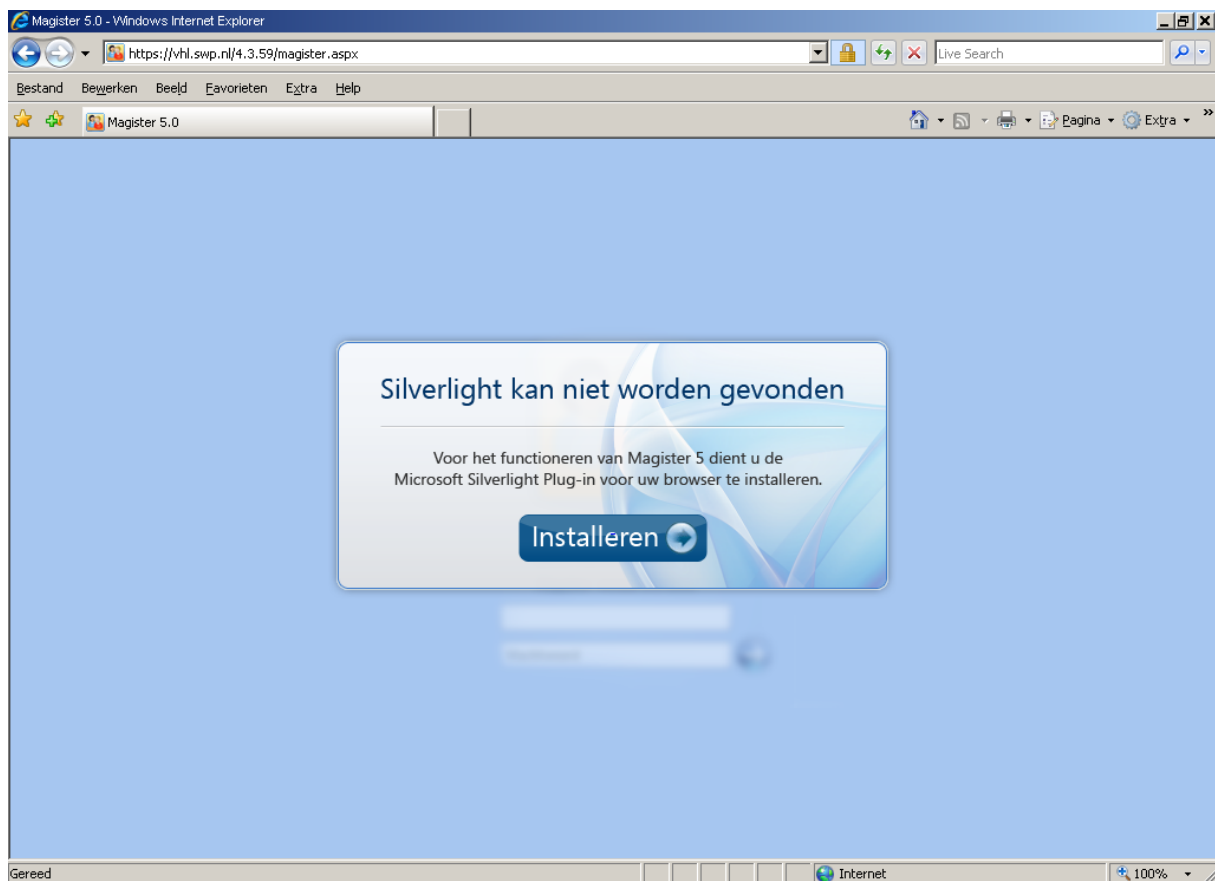 Magister 5.0 - Windows Internet Explorer
https://vhl.swp.nl/4.3.59/magister.aspx
Live Search
Bestand Bewerken Beeld Favorieten Extra Help
Magister 5.0
Pagina Extra
Silverlight kan niet worden gevonden
Voor het functioneren van Magister 5 dient u de
Microsoft Silverlight Plug-in voor uw browser te installeren.
Installeren
Gereed Internet 100%